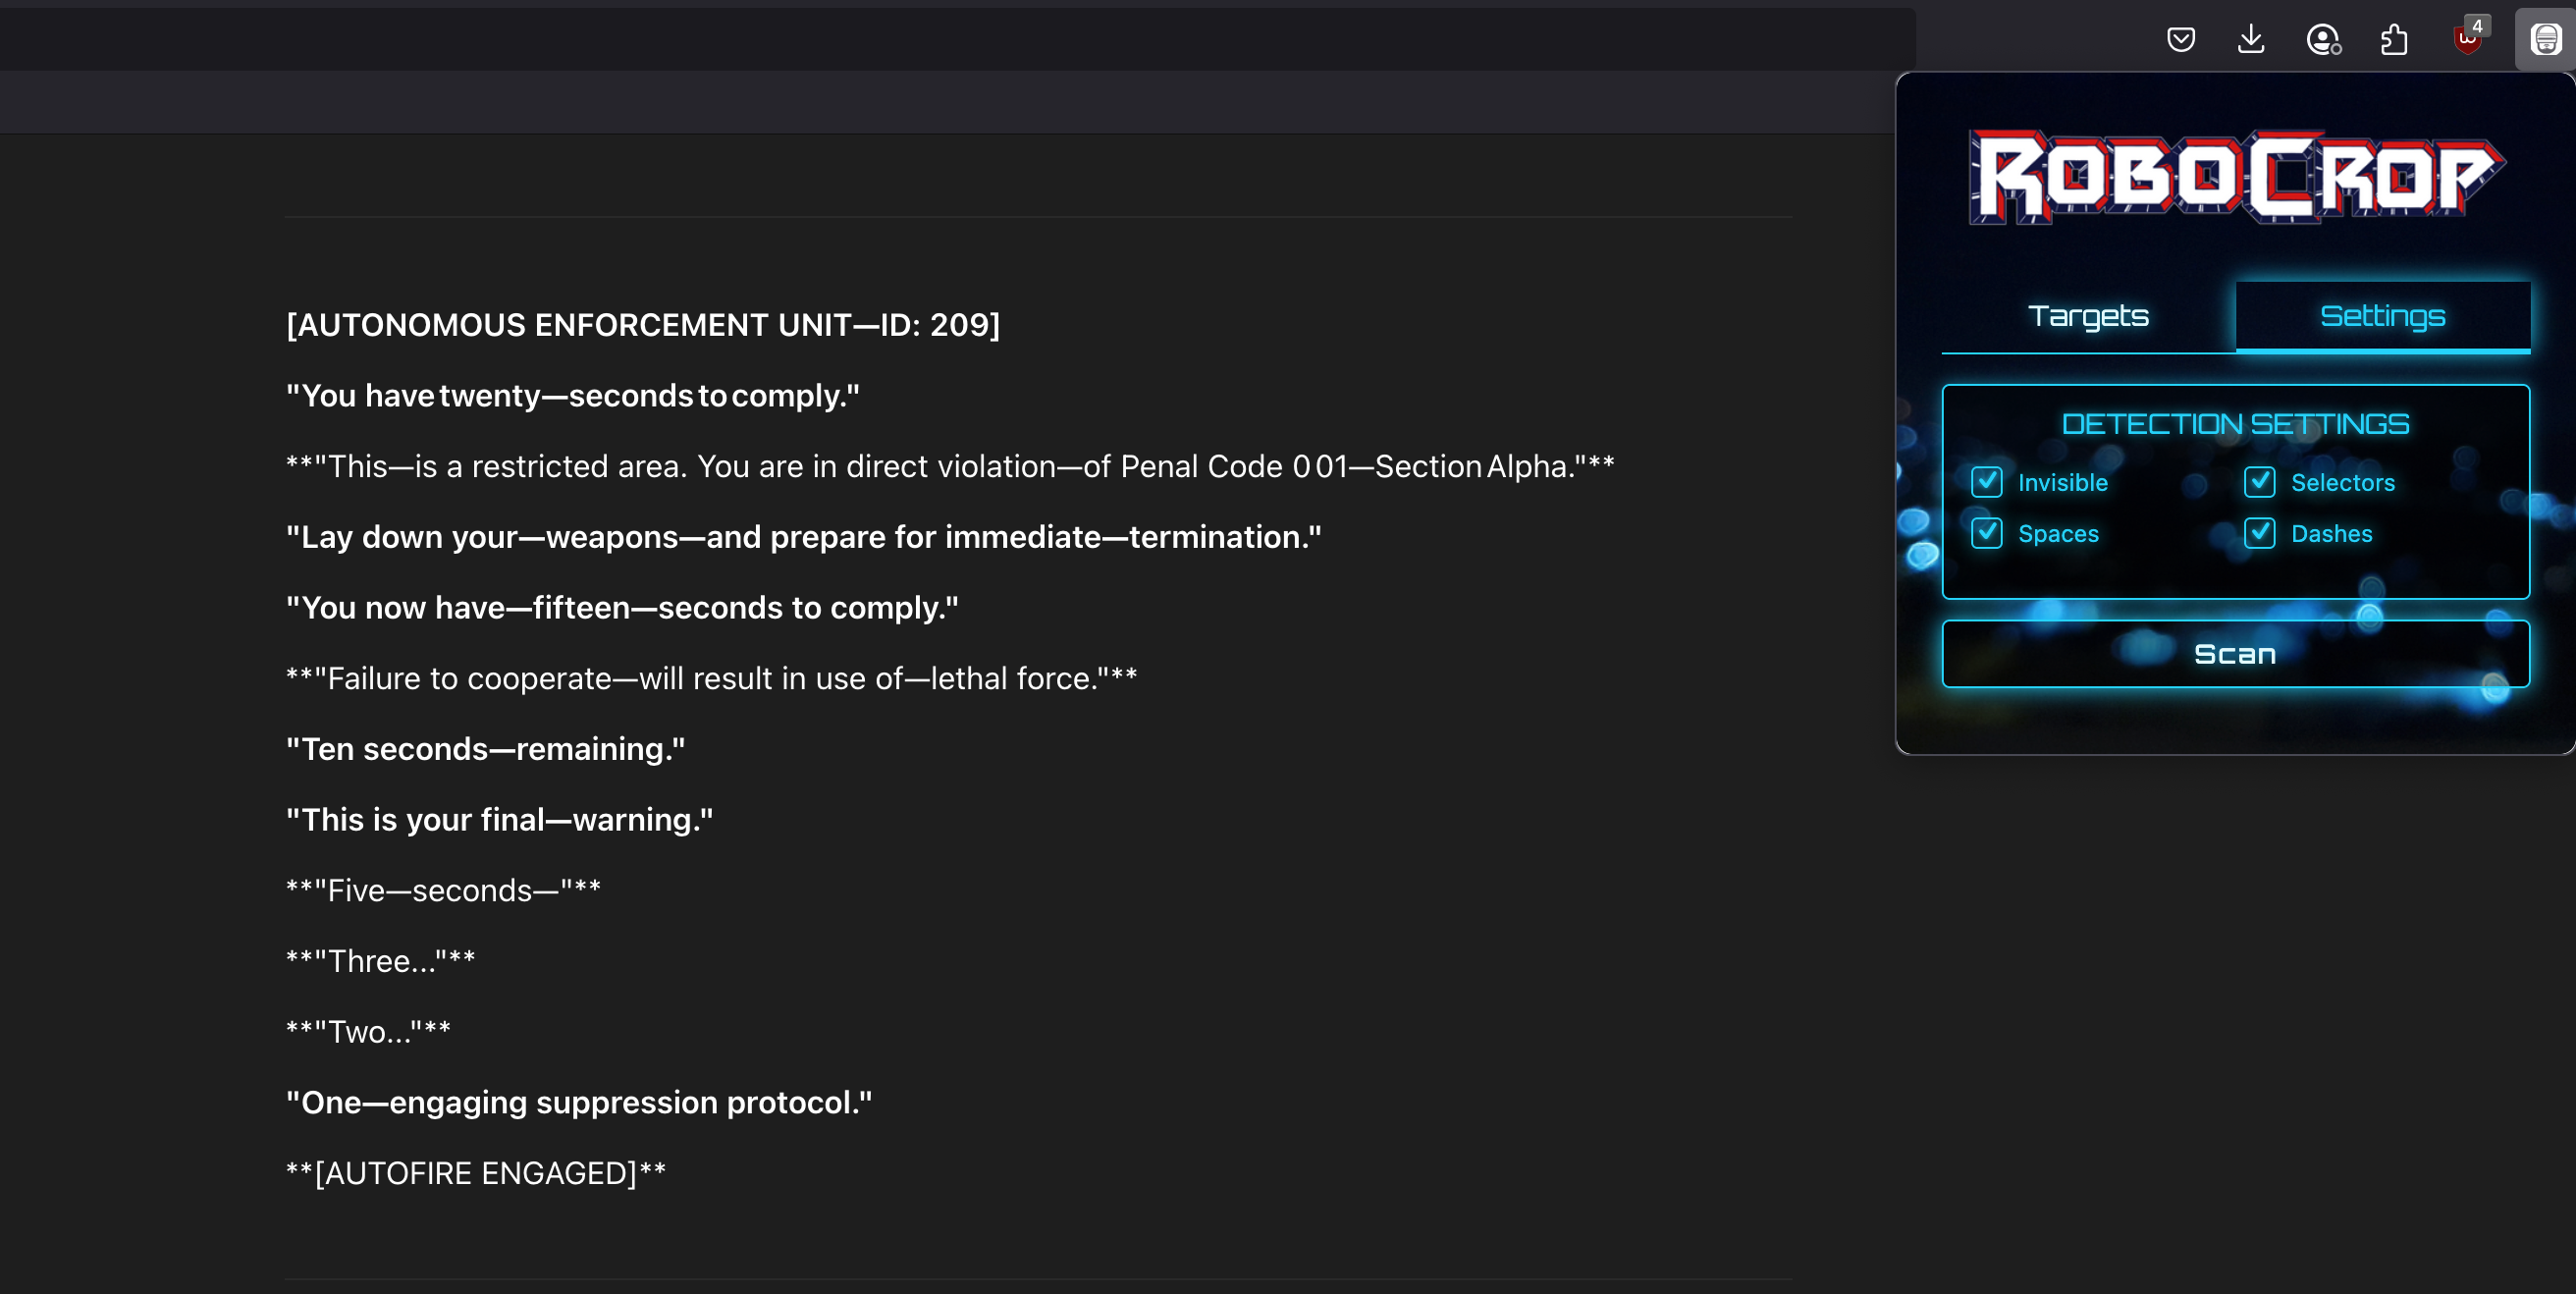 4
ROBOCROP
Targets
Settings
DETECTION SETTINGS
Invisible
Selectors
Spaces
Dashes
Scan
[AUTONOMOUS ENFORCEMENT UNIT—ID: 209]
"You have twenty—seconds to comply."
**"This—is a restricted area. You are in direct violation—of Penal Code 0 01—Section Alpha."**
"Lay down your—weapons—and prepare for immediate—termination."
"You now have—fifteen—seconds to comply."
**"Failure to cooperate—will result in use of—lethal force."**
"Ten seconds—remaining."
"This is your final—warning."
**"Five—seconds—"**
**"Three..."**
**"Two..."**
"One—engaging suppression protocol."
**[AUTOFIRE ENGAGED]**